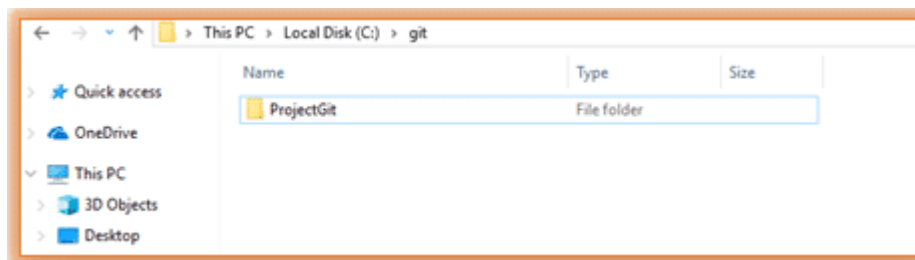 This PC > Local Disk (C:) > git
Name Type Size
Quick access
ProjectGit File folder
OneDrive
This PC
3D Objects
Desktop